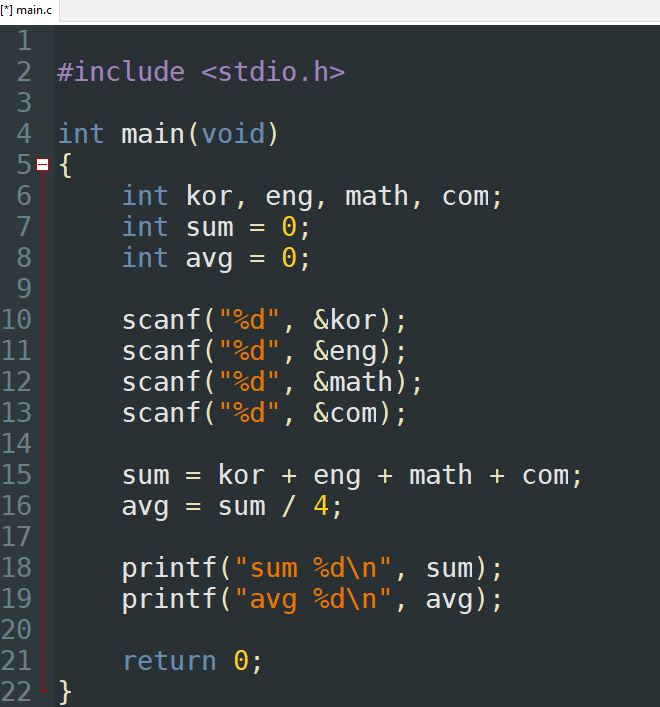 [*] main.c
1
2 #include <stdio.h>
3
4 int main(void)
5 {
6     int kor, eng, math, com;
7     int sum = 0;
8     int avg = 0;
9
10     scanf("%d", &kor);
11     scanf("%d", &eng);
12     scanf("%d", &math);
13     scanf("%d", &com);
14
15     sum = kor + eng + math + com;
16     avg = sum / 4;
17
18     printf("sum %d\n", sum);
19     printf("avg %d\n", avg);
20
21     return 0;
22 }